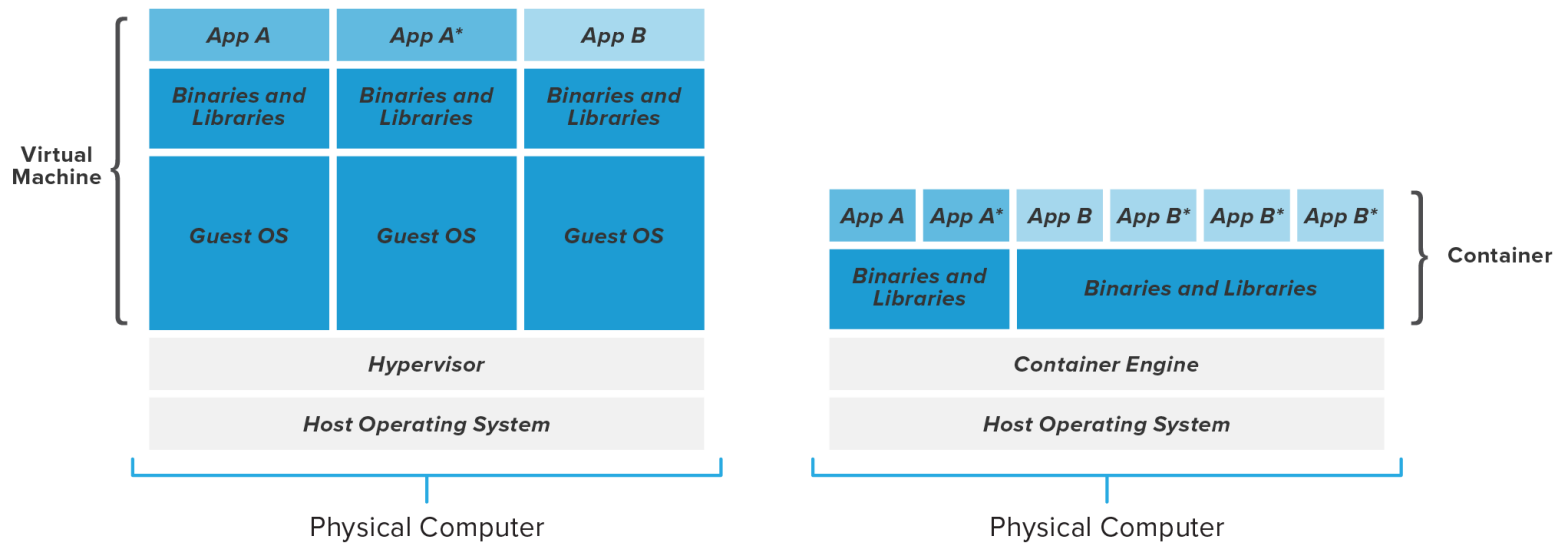 App A
App A*
App B
Binaries and
Libraries
Binaries and
Libraries
Binaries and
Libraries
Virtual
Machine
Guest OS
Guest OS
Guest OS
Hypervisor
Host Operating System
Physical Computer
App A
App A*
App B
App B*
App B*
App B*
Binaries and
Libraries
Binaries and Libraries
Container
Container Engine
Host Operating System
Physical Computer